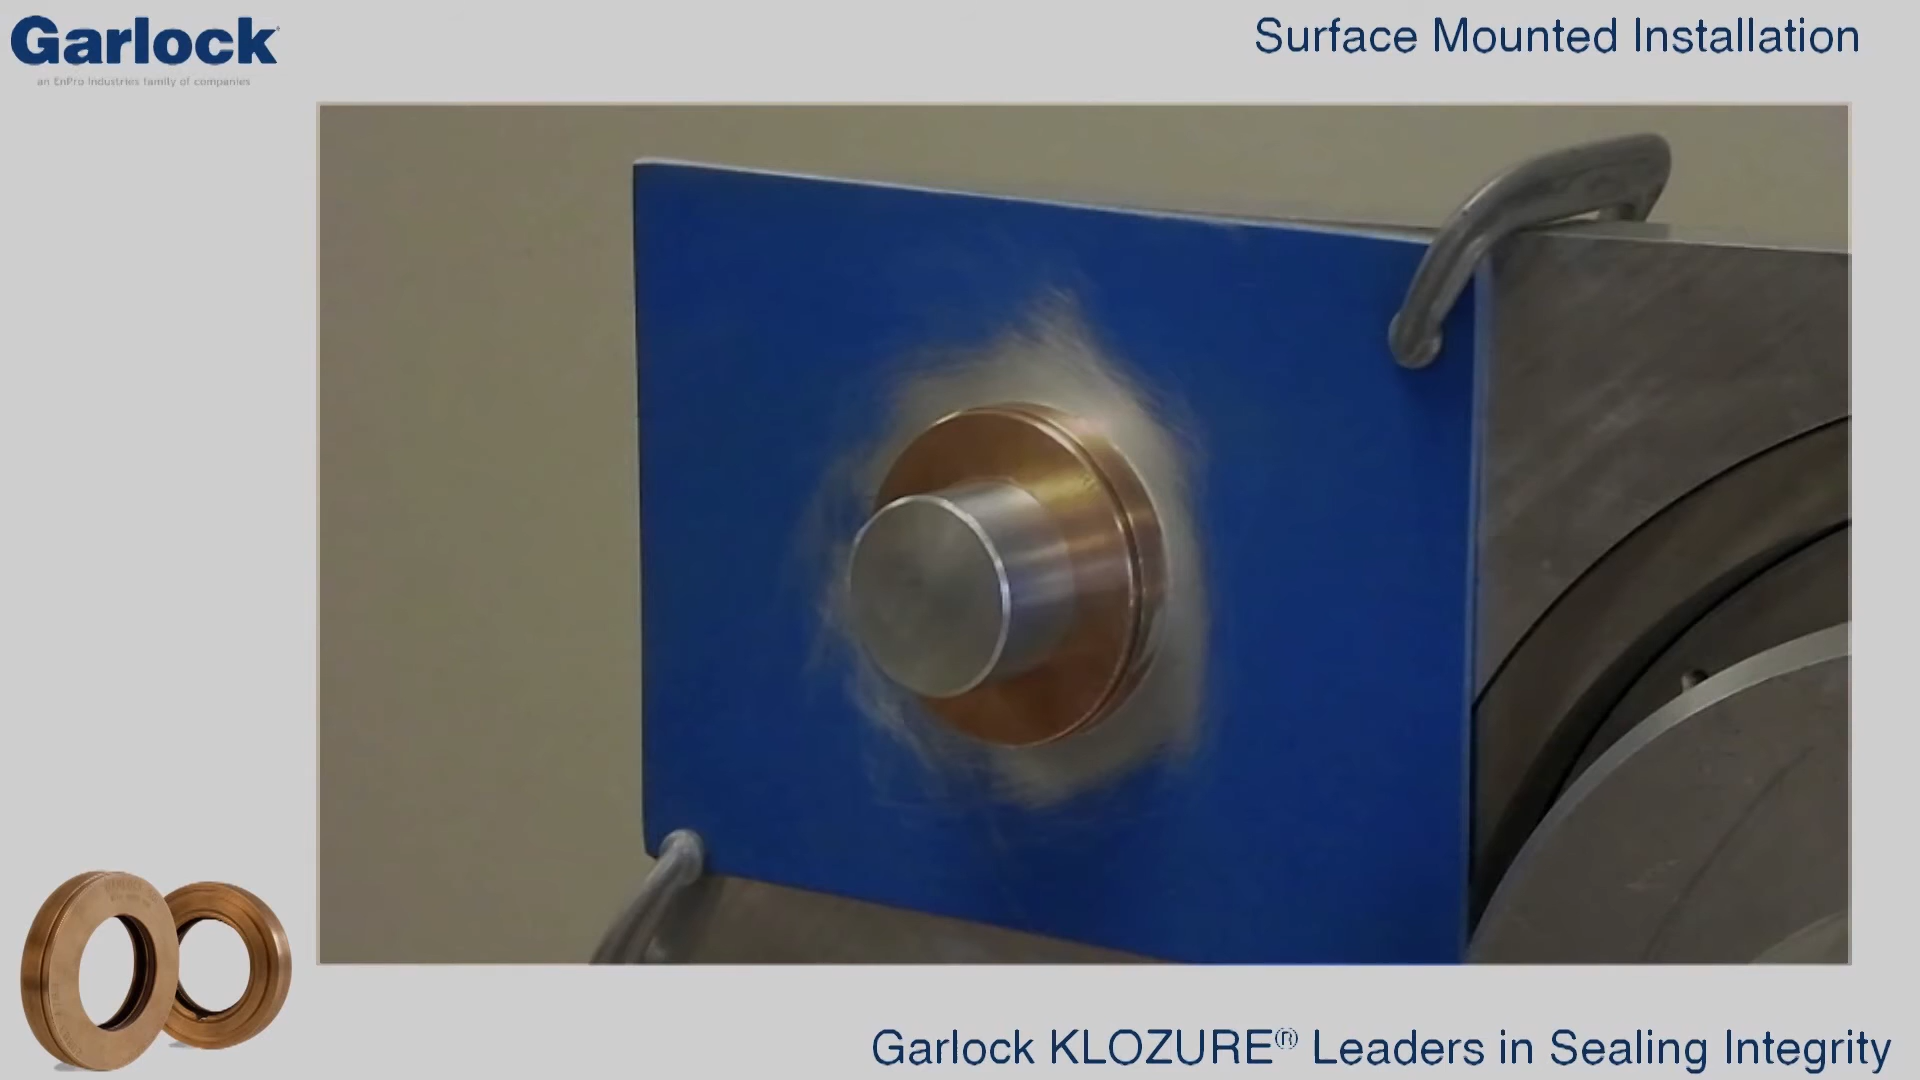 Garlock
an EnPro Industries family of companies
Surface Mounted Installation
Garlock KLOZURE® Leaders in Sealing Integrity